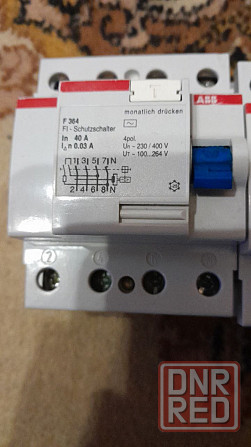 monatlich drücken
ABB
F 364
FI - Schutzschalter
In 40 A
I∆n 0.03 A
4pol.
Un ~ 230 / 400 V
UT ~ 100...264 V
1 3 5 7 N
2 4 6 8 N
DNR
RED